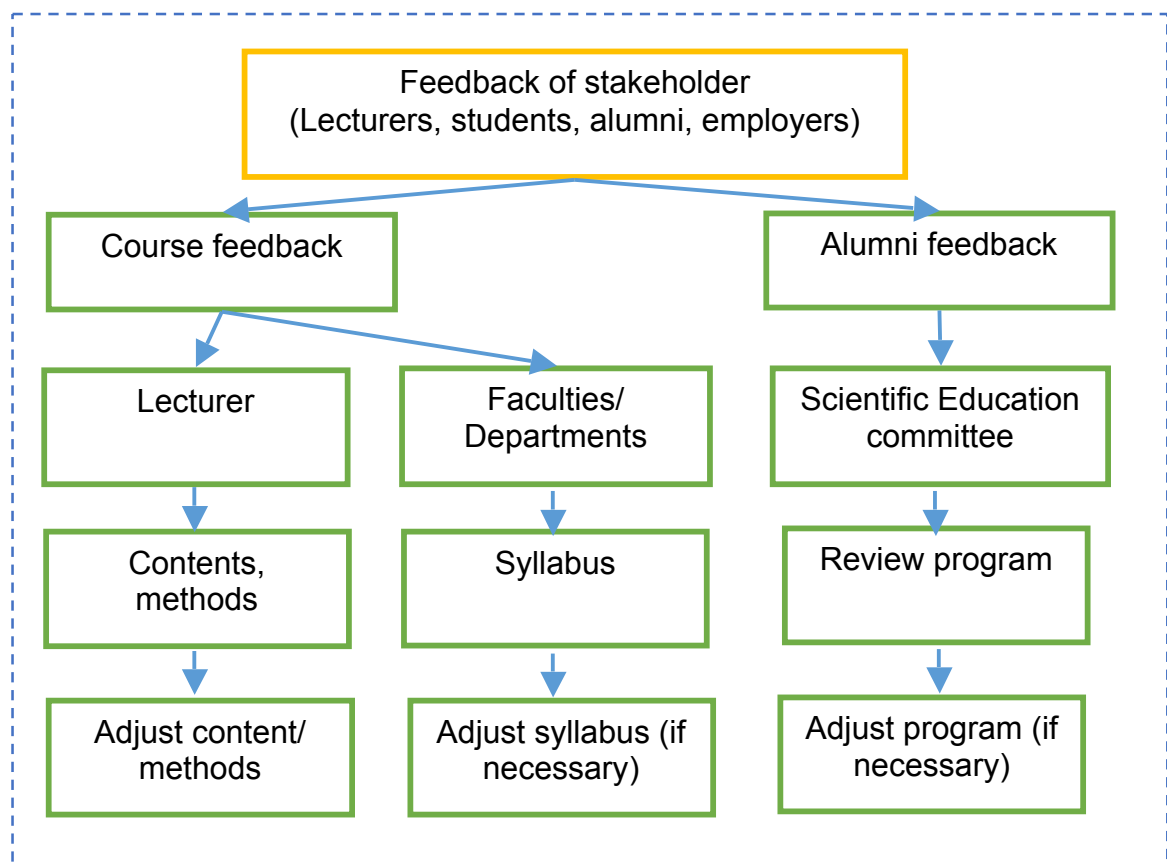 Feedback of stakeholder
(Lecturers, students, alumni, employers)
Course feedback
Alumni feedback
Lecturer
Faculties/
Departments
Scientific Education
committee
Contents,
methods
Syllabus
Review program
Adjust content/
methods
Adjust syllabus (if
necessary)
Adjust program (if
necessary)